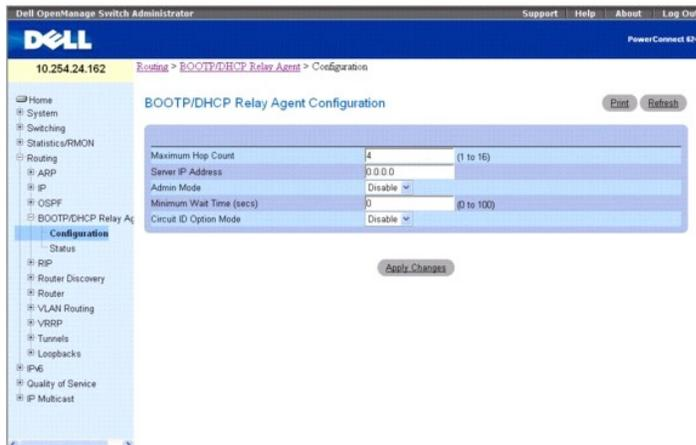 Dell OpenManage Switch Administrator
Support Help About Log Out
DELL
PowerConnect
10.254.24.162
Routing > BOOTP/DHCP Relay Agent > Configuration
Home
System
Switching
Statistics/RMON
Routing
ARP
IP
OSPF
BOOTP/DHCP Relay Ag
Configuration
Status
RIP
Router Discovery
Router
VLAN Routing
VRRP
Tunnels
Loopbacks
IPv6
Quality of Service
IP Multicast
BOOTP/DHCP Relay Agent Configuration
Print Refresh
Maximum Hop Count 4 (1 to 16)
Server IP Address 0.0.0.0
Admin Mode Disable
Minimum Wait Time (secs) 0 (0 to 100)
Circuit ID Option Mode Disable
Apply Changes